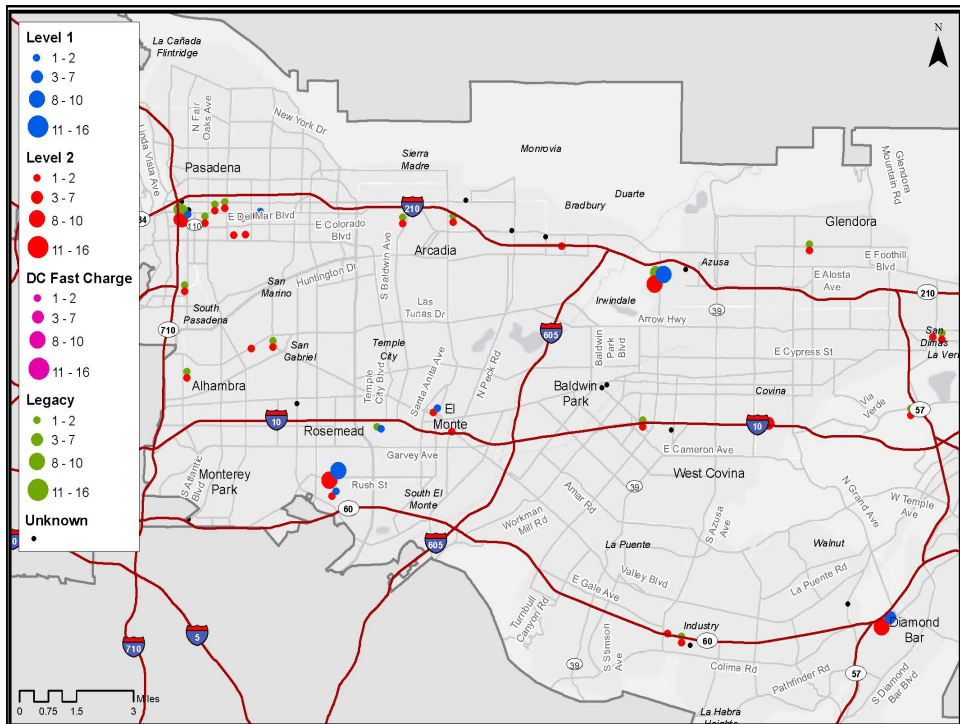 Level 1
1 - 2
3 - 7
8 - 10
11 - 16
Level 2
1 - 2
3 - 7
8 - 10
11 - 16
DC Fast Charge
1 - 2
3 - 7
8 - 10
11 - 16
Legacy
1 - 2
3 - 7
8 - 10
11 - 16
Unknown
N
La Cañada
Flintridge
Linda Vista Ave
N Fair
Oaks Ave
New York Dr
Pasadena
Sierra
Madre
Monrovia
Duarte
Bradbury
Glendora
Mountain Rd
Glendora
210
E Del Mar Blvd
110
E Colorado
Blvd
Arcadia
S Baldwin Ave
Huntington Dr
San
Marino
South
Pasadena
710
Las
Tunas Dr
Azusa
E Alosta
Ave
E Foothill
Blvd
210
Irwindale
39
Arrow Hwy
605
Baldwin
Park
Blvd
E Cypress St
San
Dimas
La Vern
San
Gabriel
Temple
City
Temple
City Blvd
Santa Anita Ave
N Peck Rd
Alhambra
Baldwin
Park
Covina
Via
Verde
57
10
Rosemead
El
Monte
10
Garvey Ave
E Cameron Ave
West Covina
Monterey
Park
S Atlantic
Blvd
Rush St
South El
Monte
60
39
Amar Rd
S Azusa
Ave
N Grand Ave
W Temple
Ave
605
Workman
Mill Rd
La Puente
Walnut
Valley Blvd
La Puente Rd
E Gale Ave
Turnbull
Canyon Rd
S Stimson
Ave
Industry
60
Diamond
Bar
5
710
39
Colima Rd
Pathfinder Rd
57
S Diamond
Bar Blvd
La Habra
Heights
Miles
0 0.75 1.5 3